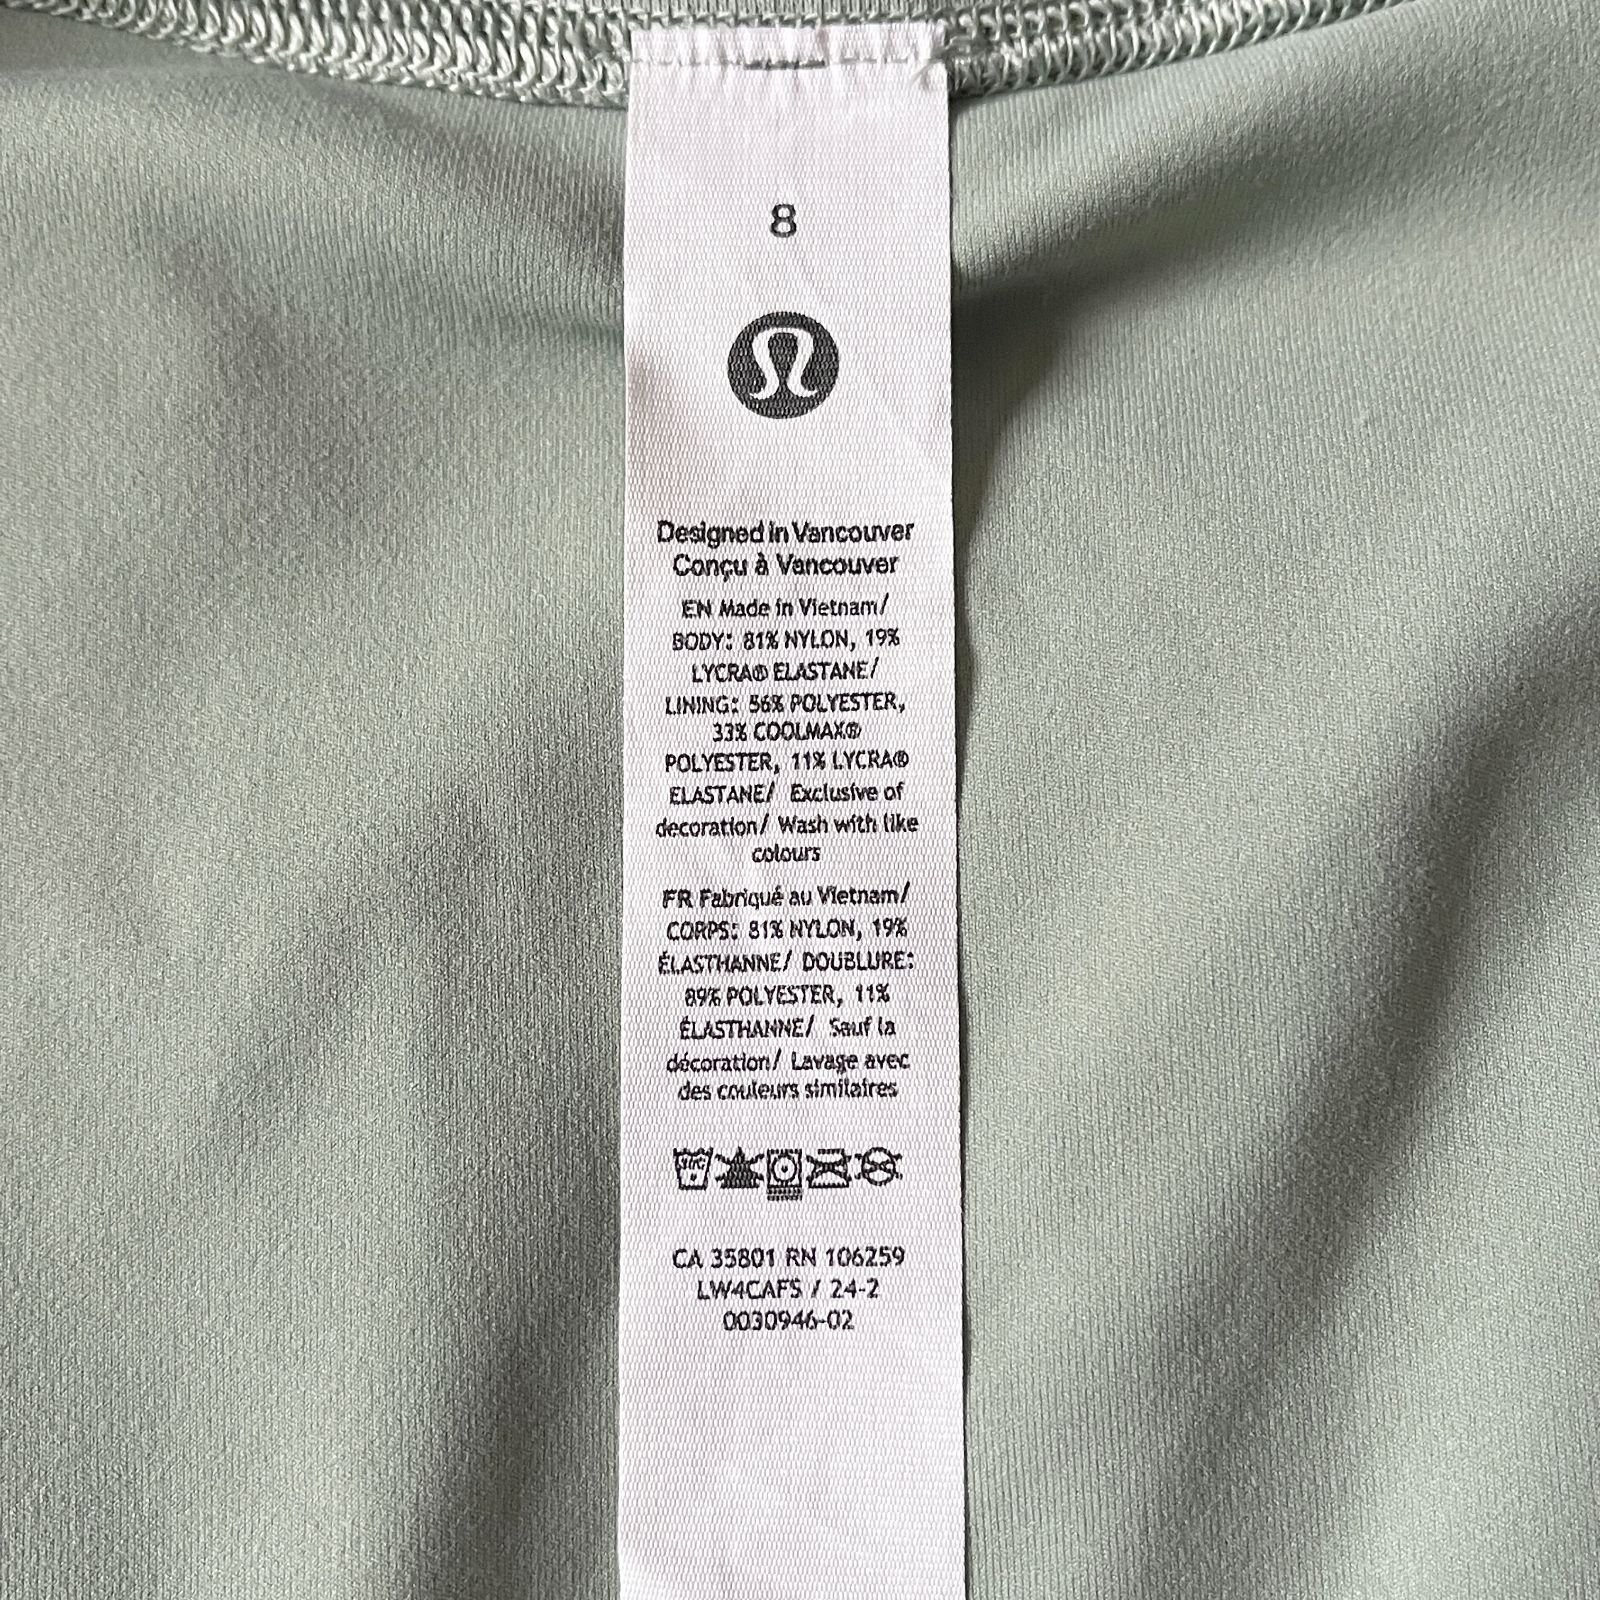 8
Designed in Vancouver
Conçu à Vancouver
EN Made in Vietnam/
BODY: 81% NYLON, 19%
LYCRA® ELASTANE/
LINING: 56% POLYESTER,
33% COOLMAX®
POLYESTER, 11% LYCRA®
ELASTANE/ Exclusive of
decoration/ Wash with like
colours
FR Fabriqué au Vietnam/
CORPS: 81% NYLON, 19%
ÉLASTHANNE/ DOUBLURE:
89% POLYESTER, 11%
ÉLASTHANNE/ Sauf la
décoration/ Lavage avec
des couleurs similaires
30°C
CA 35801 RN 106259
LW4CAFS / 24-2
0030946-02